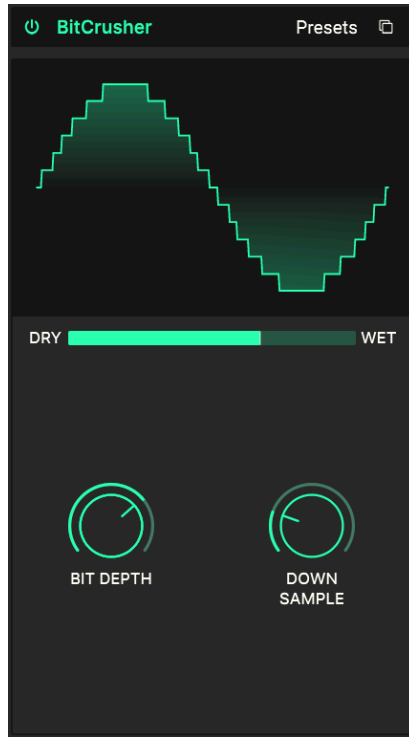 BitCrusher
Presets
DRY
WET
BIT DEPTH
DOWN
SAMPLE